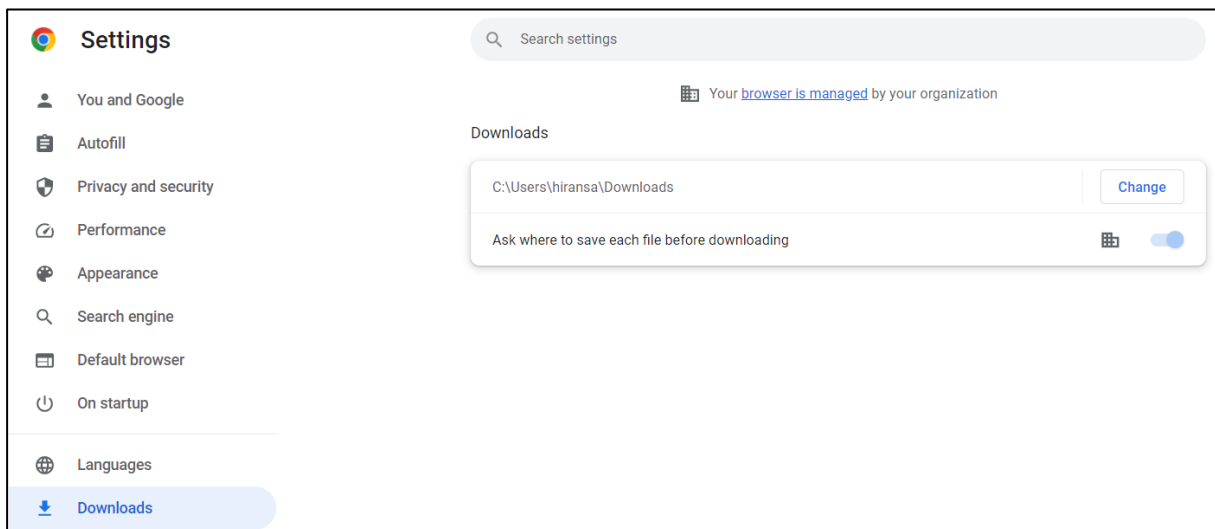 Settings
Search settings
You and Google
Autofill
Privacy and security
Performance
Appearance
Search engine
Default browser
On startup
Languages
Downloads
Your browser is managed by your organization
Downloads
C:\Users\hiransa\Downloads
Change
Ask where to save each file before downloading